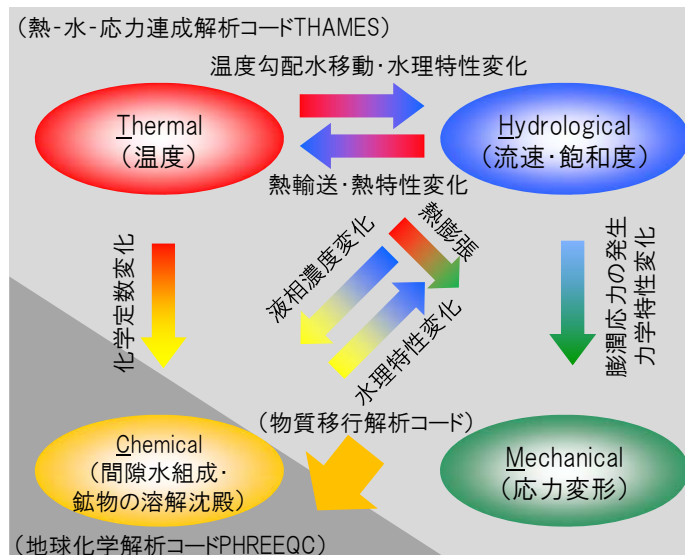 （熱-水-応力連成解析コードTHAMES）
温度勾配水移動・水理特性変化
Thermal
（温度）
Hydrological
（流速・飽和度）
熱輸送・熱特性変化
化学定数変化
液相濃度変化
熱膨張
水理特性変化
膨潤応力の発生
力学特性変化
（物質移行解析コード）
Chemical
（間隙水組成・
鉱物の溶解沈殿）
Mechanical
（応力変形）
（地球化学解析コードPHREEQC）